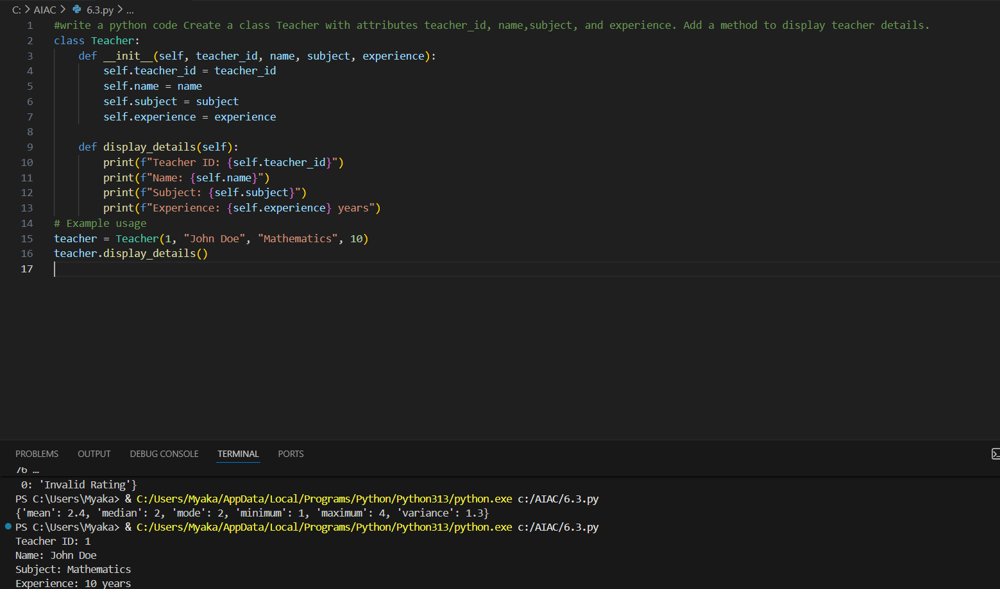 C: > AIAC > 6.3.py > ...
1 #write a python code Create a class Teacher with attributes teacher_id, name,subject, and experience. Add a method to display teacher details.
2 class Teacher:
3     def __init__(self, teacher_id, name, subject, experience):
4         self.teacher_id = teacher_id
5         self.name = name
6         self.subject = subject
7         self.experience = experience
8
9     def display_details(self):
10         print(f"Teacher ID: {self.teacher_id}")
11         print(f"Name: {self.name}")
12         print(f"Subject: {self.subject}")
13         print(f"Experience: {self.experience} years")
14 # Example usage
15 teacher = Teacher(1, "John Doe", "Mathematics", 10)
16 teacher.display_details()
17
PROBLEMS OUTPUT DEBUG CONSOLE TERMINAL PORTS
76 …
 0: 'Invalid Rating'}
PS C:\Users\Myaka> & C:/Users/Myaka/AppData/Local/Programs/Python/Python313/python.exe c:/AIAC/6.3.py
{'mean': 2.4, 'median': 2, 'mode': 2, 'minimum': 1, 'maximum': 4, 'variance': 1.3}
PS C:\Users\Myaka> & C:/Users/Myaka/AppData/Local/Programs/Python/Python313/python.exe c:/AIAC/6.3.py
Teacher ID: 1
Name: John Doe
Subject: Mathematics
Experience: 10 years